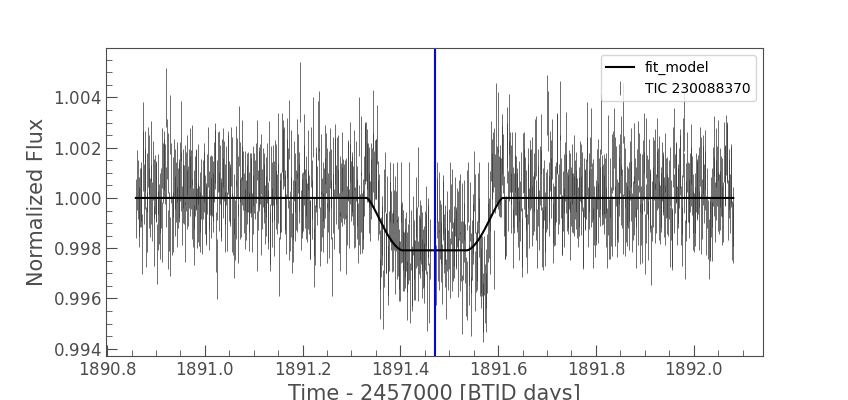 Normalized Flux
1.004
1.002
1.000
0.998
0.996
0.994
fit_model
TIC 230088370
1890.8 1891.0 1891.2 1891.4 1891.6 1891.8 1892.0
Time - 2457000 [BTJD days]